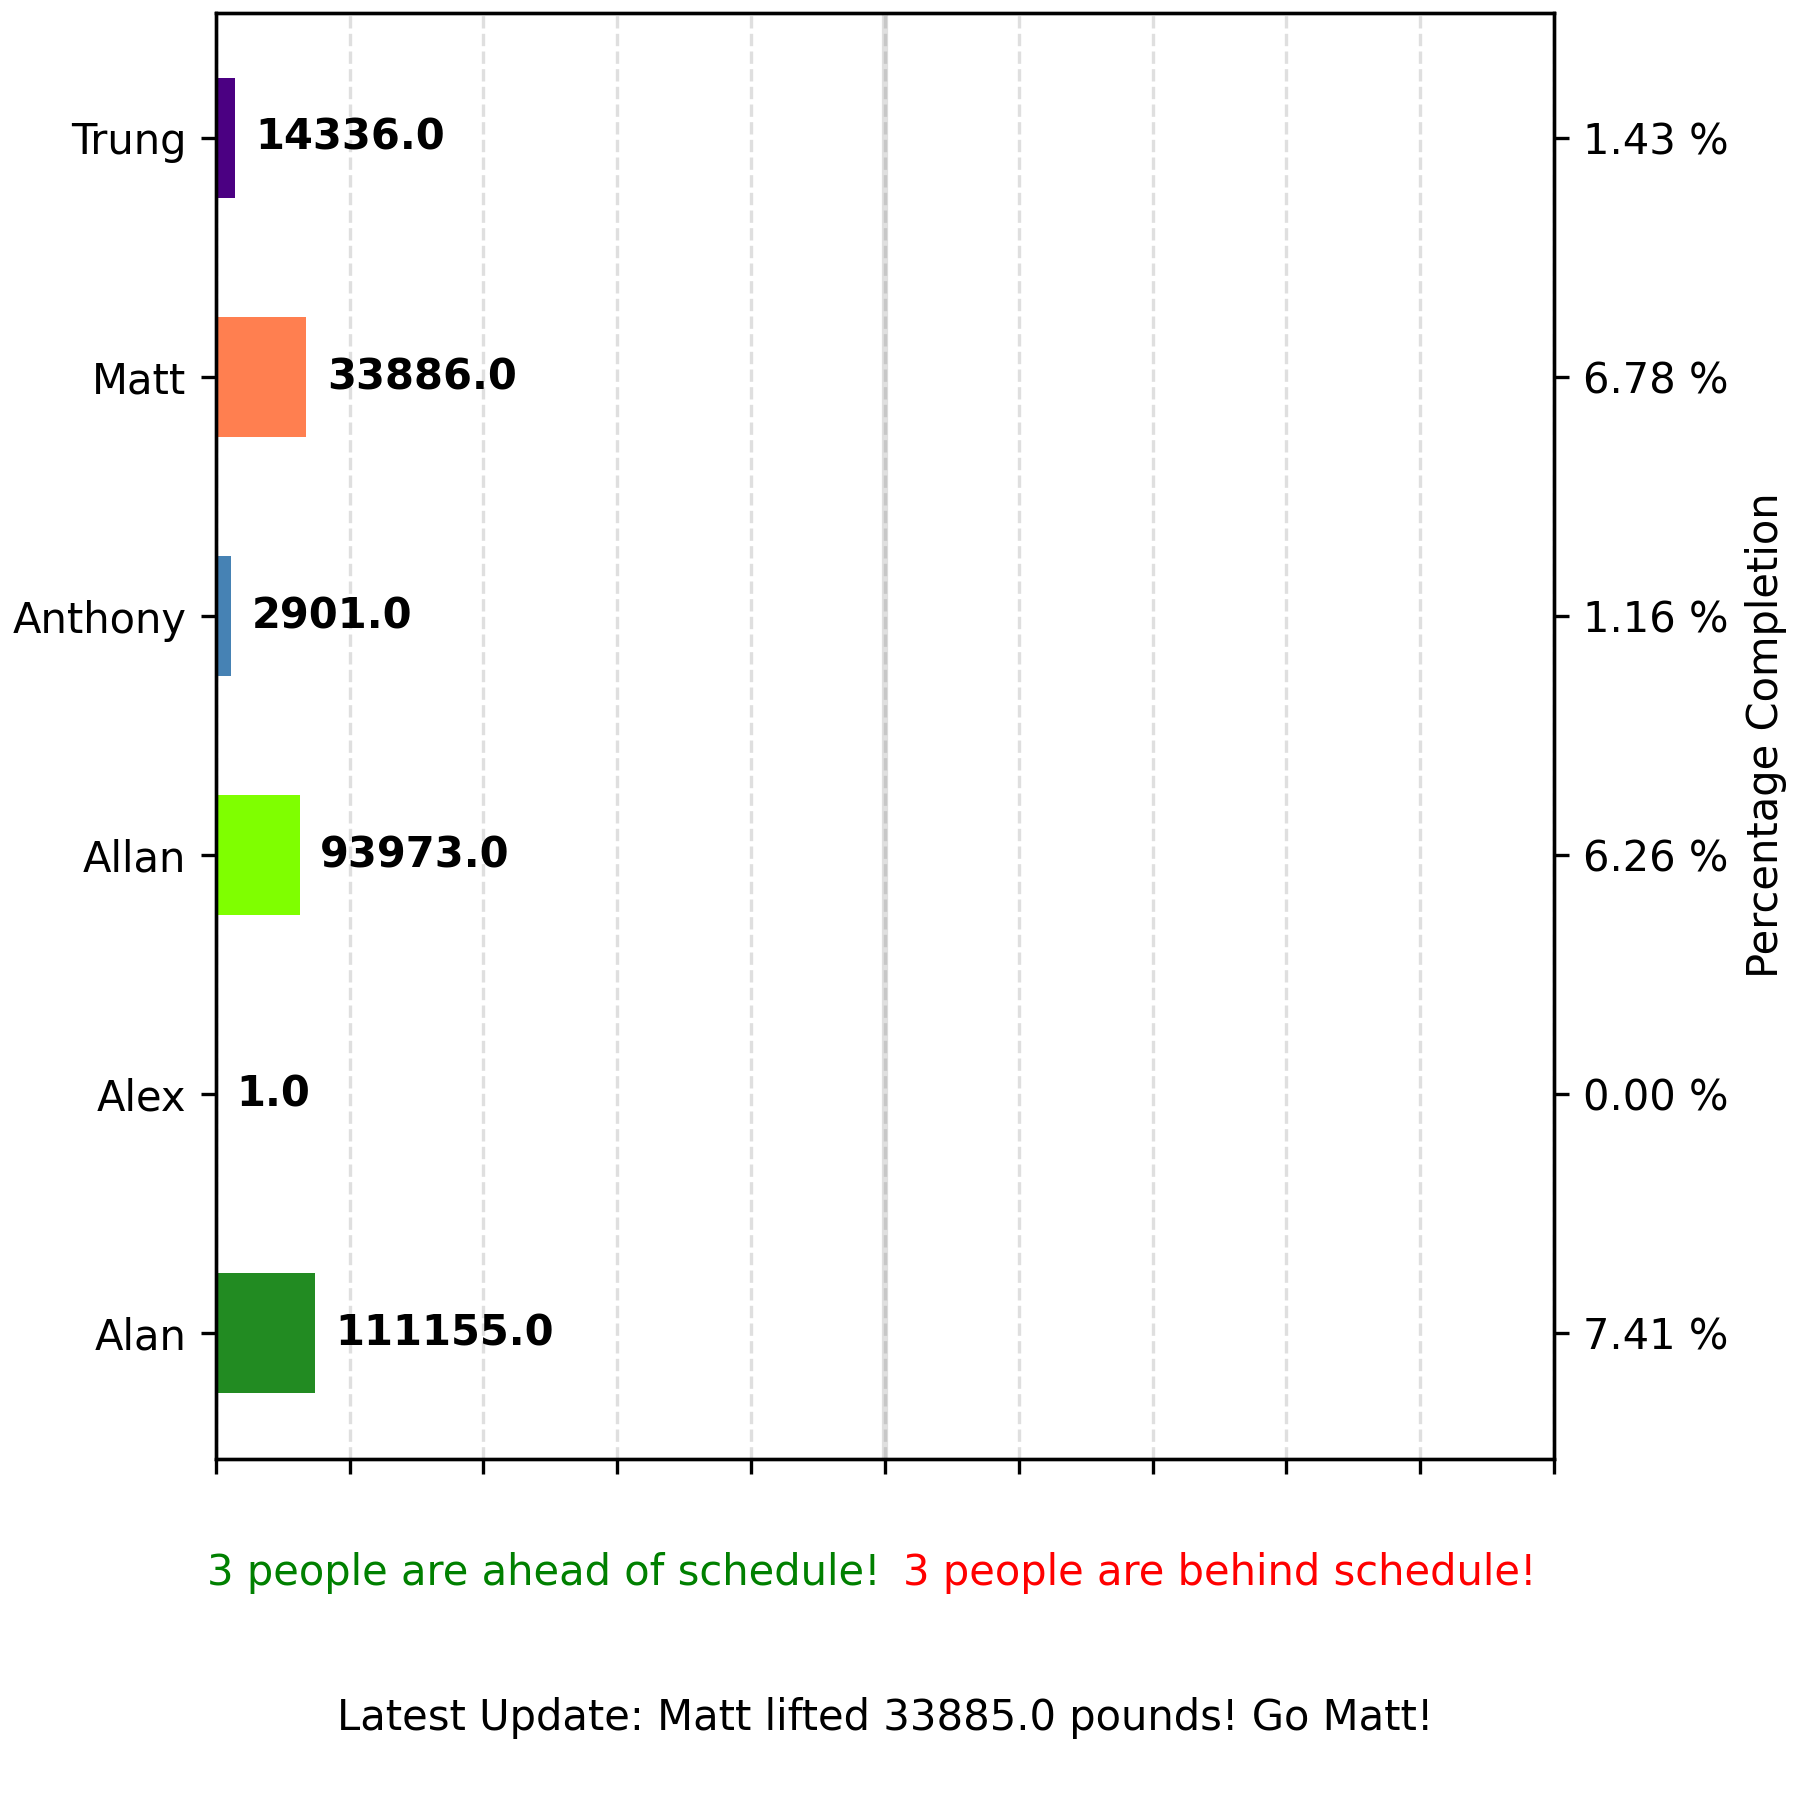 Trung 14336.0 1.43 %
Matt 33886.0 6.78 %
Anthony 2901.0 1.16 %
Allan 93973.0 6.26 %
Alex 1.0 0.00 %
Alan 111155.0 7.41 %
Percentage Completion
3 people are ahead of schedule! 3 people are behind schedule!
Latest Update: Matt lifted 33885.0 pounds! Go Matt!